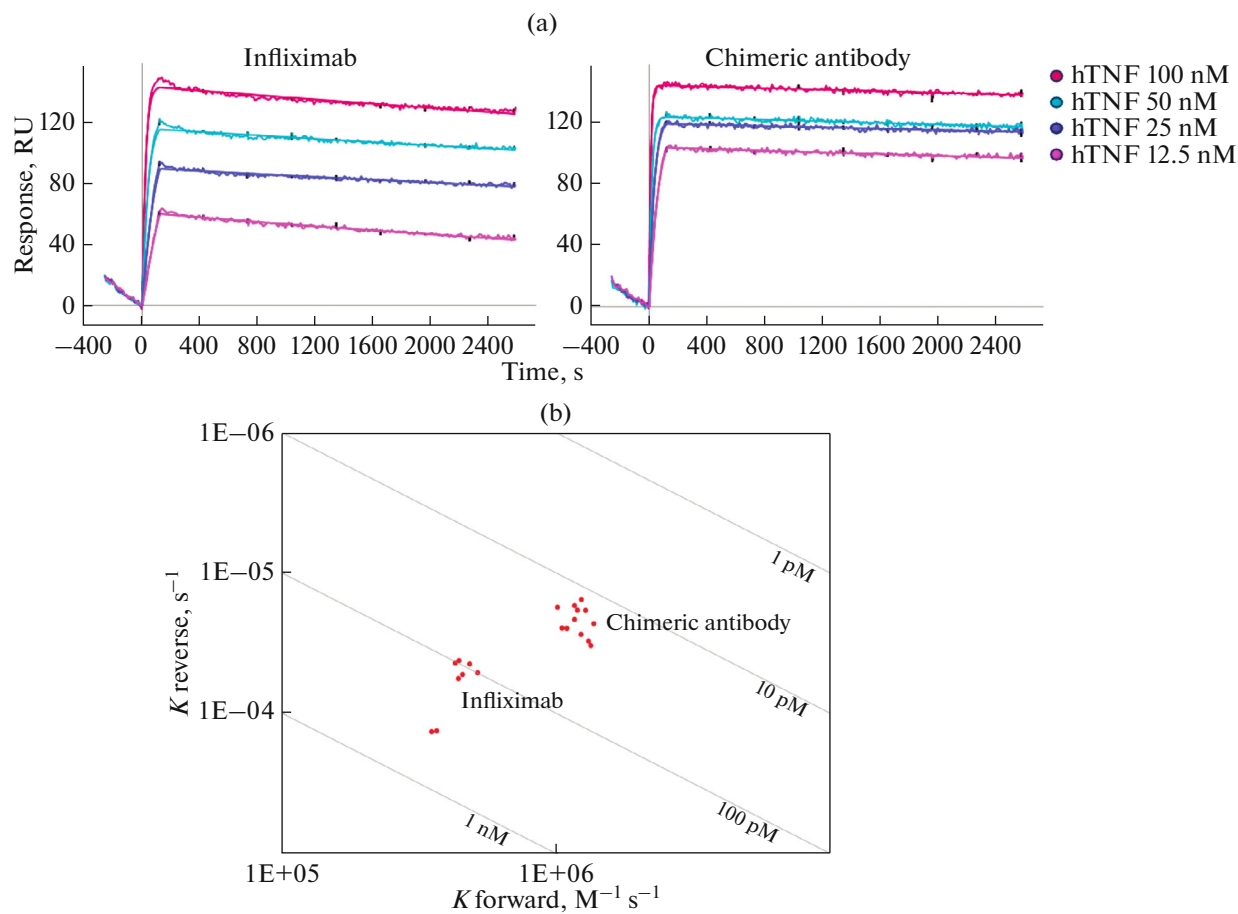 (a)
Infliximab
Chimeric antibody
hTNF 100 nM
hTNF 50 nM
hTNF 25 nM
hTNF 12.5 nM
Response, RU
120
80
40
0
120
80
40
0
−400 0 400 800 1200 1600 2000 2400
−400 0 400 800 1200 1600 2000 2400
Time, s
(b)
1E−06
1E−05
1E−04
K reverse, s⁻¹
1 pM
Chimeric antibody
10 pM
Infliximab
100 pM
1 nM
1E+05
1E+06
K forward, M⁻¹ s⁻¹